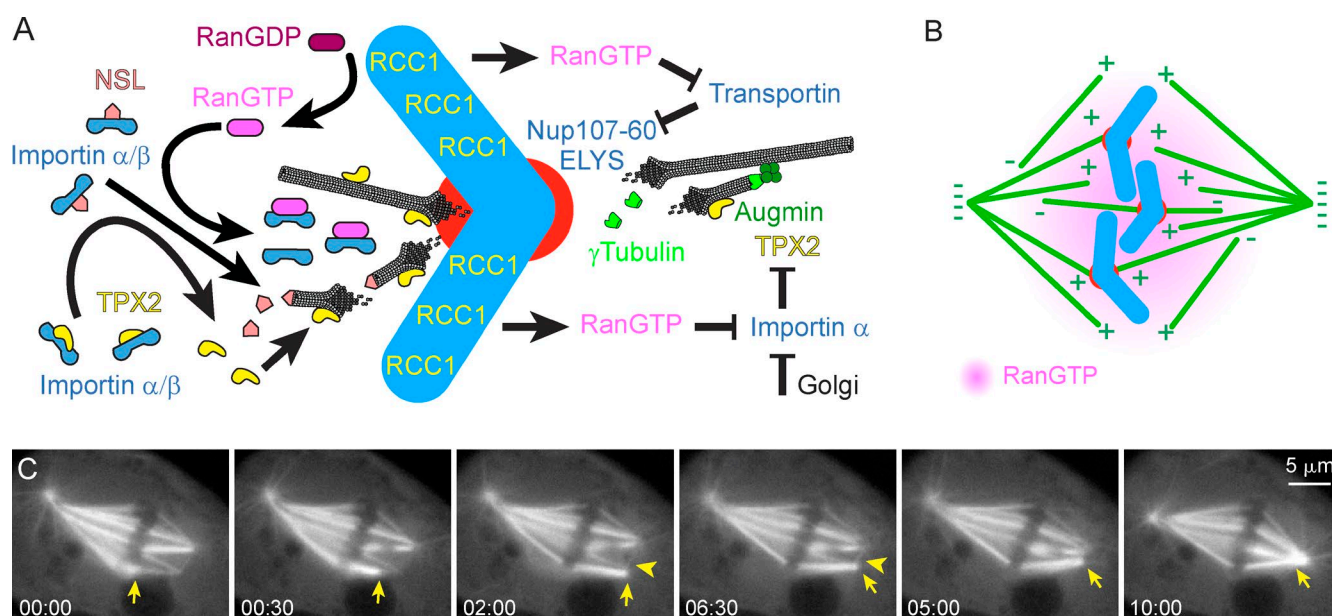 A
RanGDP
NSL
RanGTP
Importin α/β
TPX2
Importin α/β
RCC1
RCC1
RCC1
RCC1
RCC1
RCC1
RanGTP
Transportin
Nup107-60
ELYS
Augmin
γTubulin
TPX2
RanGTP
Importin α
Golgi
B
+ +
+ +
+ +
- +
+
- - - - - -
- -
+ +
-
+ +
+ +
RanGTP
C
5 μm
00:00
00:30
02:00
06:30
05:00
10:00